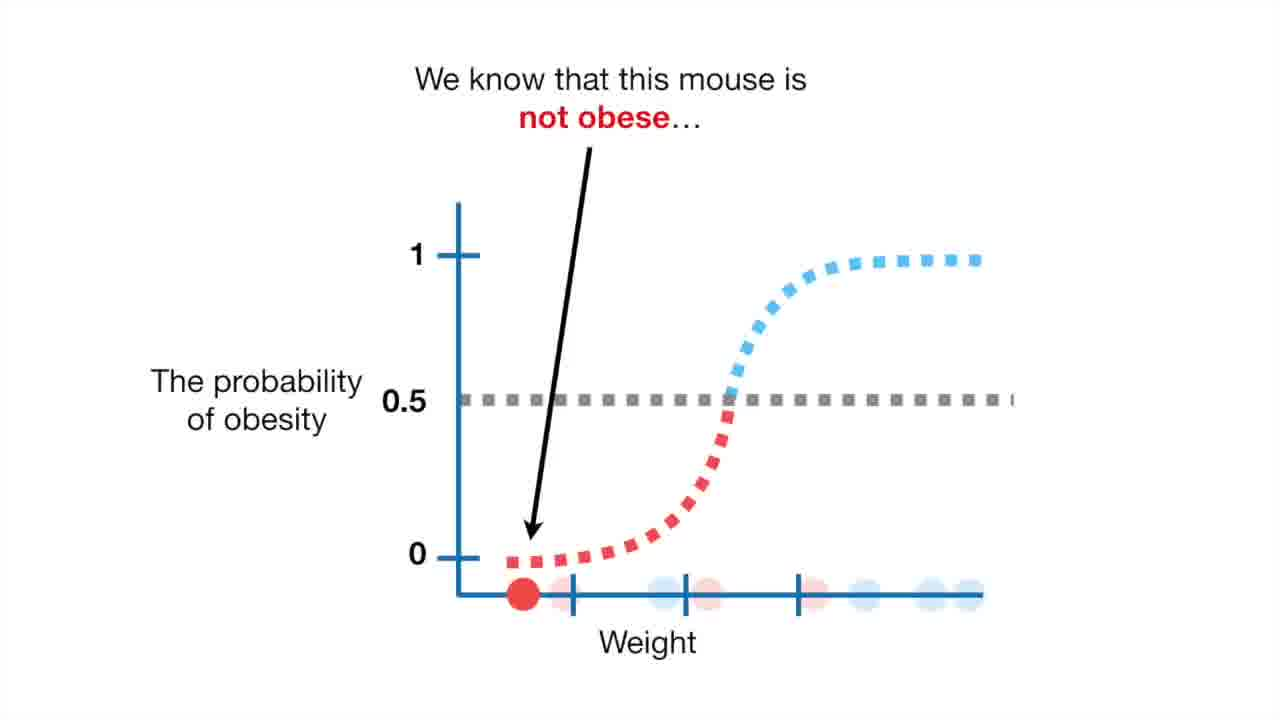 We know that this mouse is
not obese…
1
The probability
of obesity
0.5
0
Weight